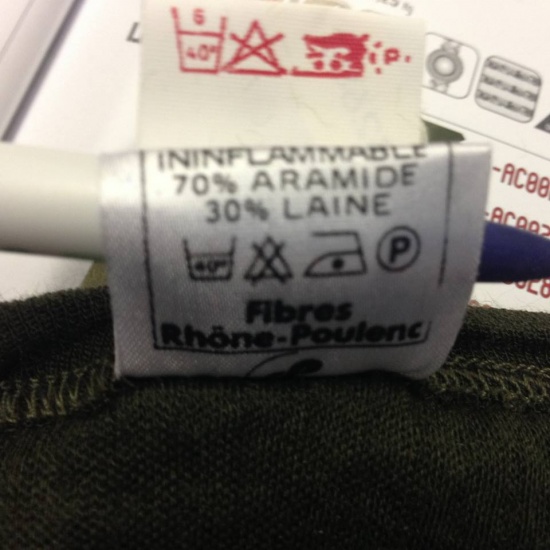 6
40°
P
ININFLAMMABLE
70% ARAMIDE
30% LAINE
40°
P
Fibres
Rhône-Poulenc